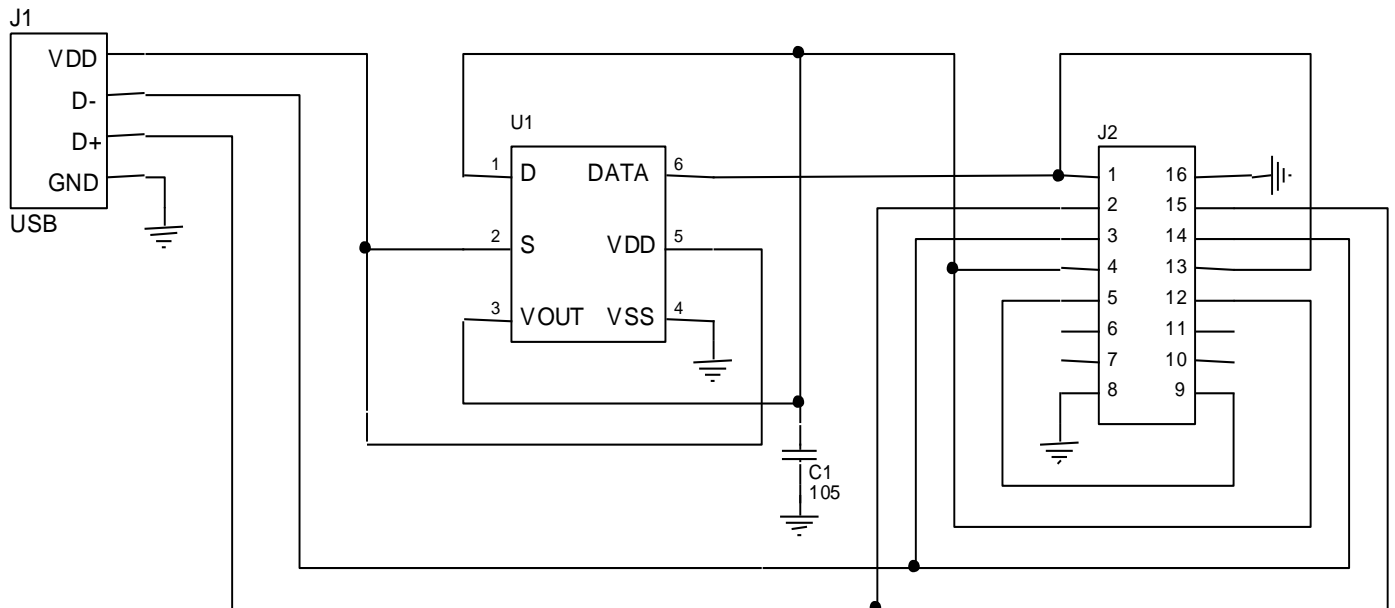 J1
VDD
D-
D+
GND
USB
U1
1 D DATA 6
2 S VDD 5
3 VOUT VSS 4
C1
105
J2
1 16
2 15
3 14
4 13
5 12
6 11
7 10
8 9